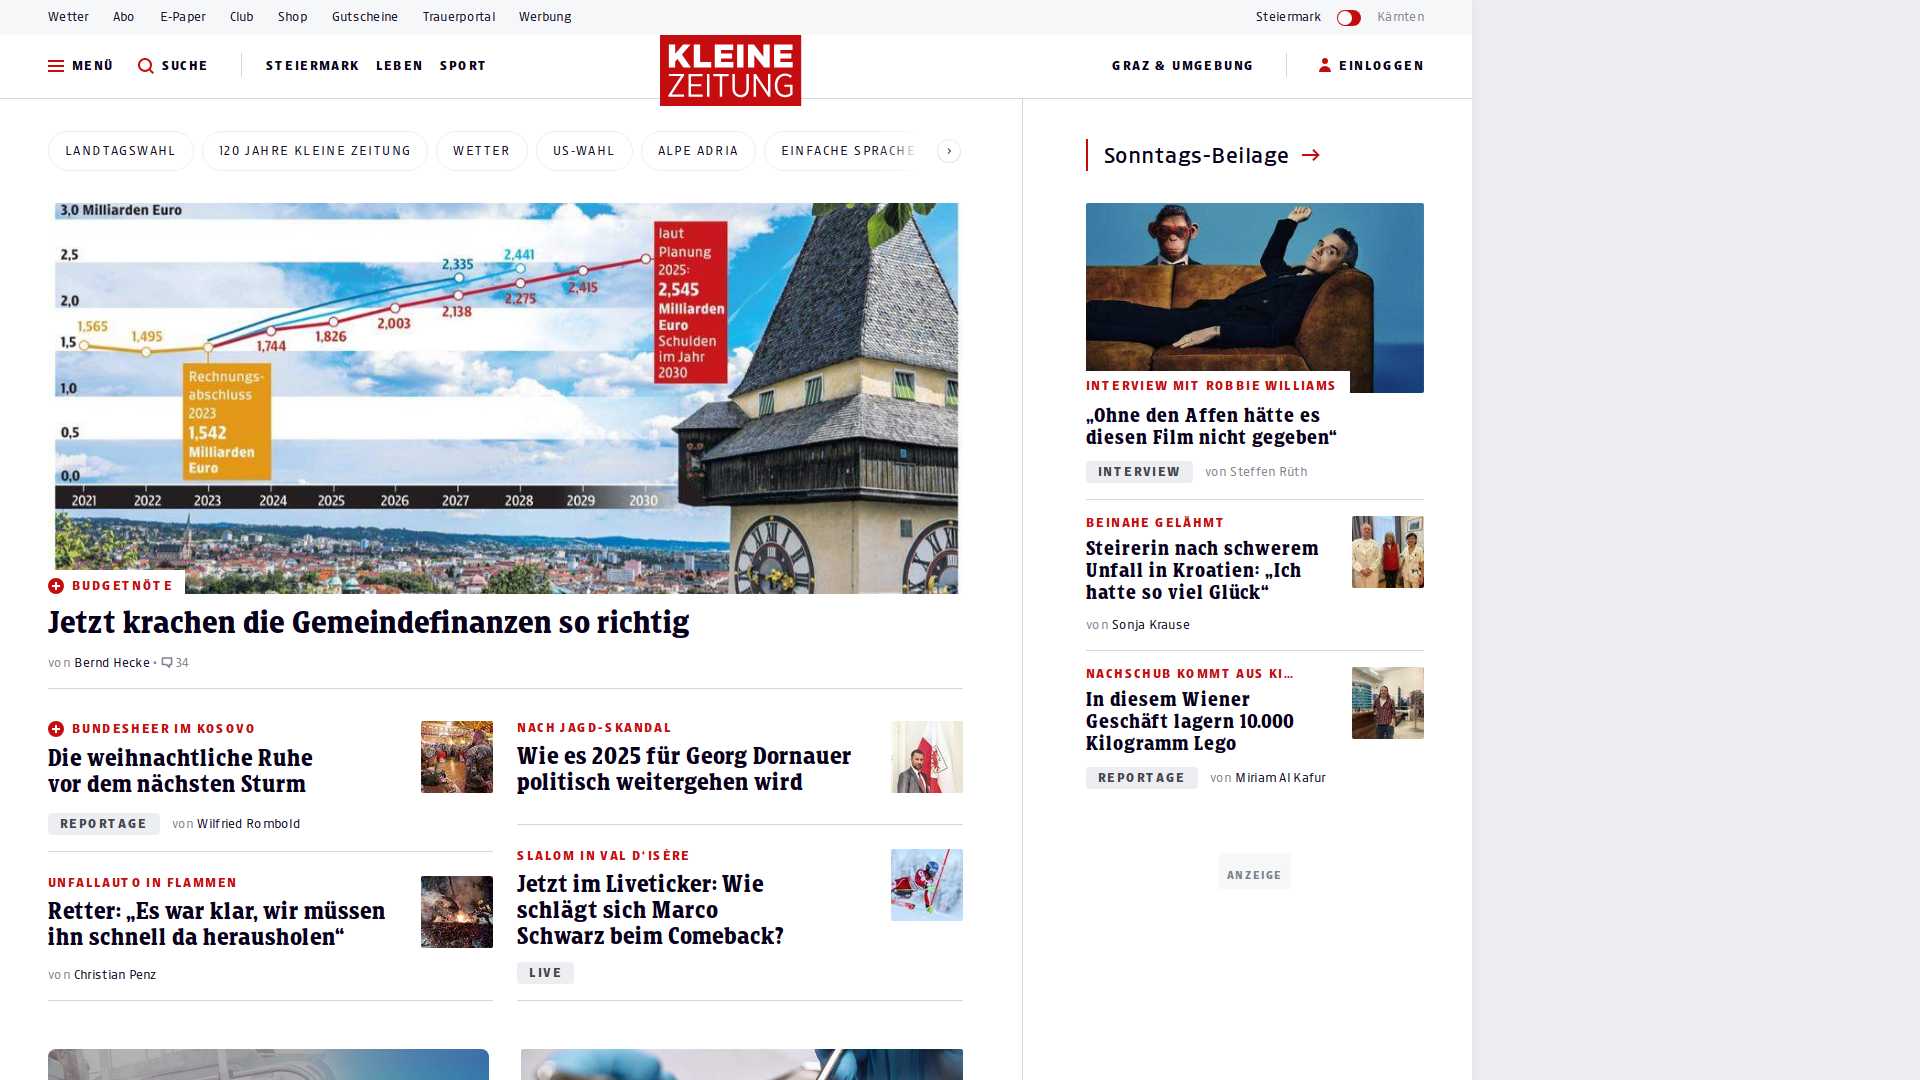 Wetter Abo E-Paper Club Shop Gutscheine Trauerportal Werbung Steiermark Kärnten
MENÜ SUCHE STEIERMARK LEBEN SPORT KLEINE ZEITUNG GRAZ & UMGEBUNG EINLOGGEN
LANDTAGSWAHL 120 JAHRE KLEINE ZEITUNG WETTER US-WAHL ALPE ADRIA EINFACHE SPRACHE
3,0 Milliarden Euro
2,5
2,0
1,5
1,0
0,5
0,0
1,565
1,495
1,744
1,826
2,003
2,138
2,275
2,415
2,335
2,441
Rechnungs-
abschluss
2023
1,542
Milliarden
Euro
laut
Planung
2025:
2,545
Milliarden
Euro
Schulden
im Jahr
2030
2021 2022 2023 2024 2025 2026 2027 2028 2029 2030
BUDGETNÖTE
Jetzt krachen die Gemeindefinanzen so richtig
von Bernd Hecke • 34
BUNDESHEER IM KOSOVO
Die weihnachtliche Ruhe
vor dem nächsten Sturm
REPORTAGE von Wilfried Rombold
UNFALLAUTO IN FLAMMEN
Retter: „Es war klar, wir müssen
ihn schnell da herausholen“
von Christian Penz
NACH JAGD-SKANDAL
Wie es 2025 für Georg Dornauer
politisch weitergehen wird
SLALOM IN VAL D'ISÈRE
Jetzt im Liveticker: Wie
schlägt sich Marco
Schwarz beim Comeback?
LIVE
Sonntags-Beilage
INTERVIEW MIT ROBBIE WILLIAMS
„Ohne den Affen hätte es
diesen Film nicht gegeben“
INTERVIEW von Steffen Rüth
BEINAHE GELÄHMT
Steirerin nach schwerem
Unfall in Kroatien: „Ich
hatte so viel Glück“
von Sonja Krause
NACHSCHUB KOMMT AUS KI...
In diesem Wiener
Geschäft lagern 10.000
Kilogramm Lego
REPORTAGE von Miriam Al Kafur
ANZEIGE